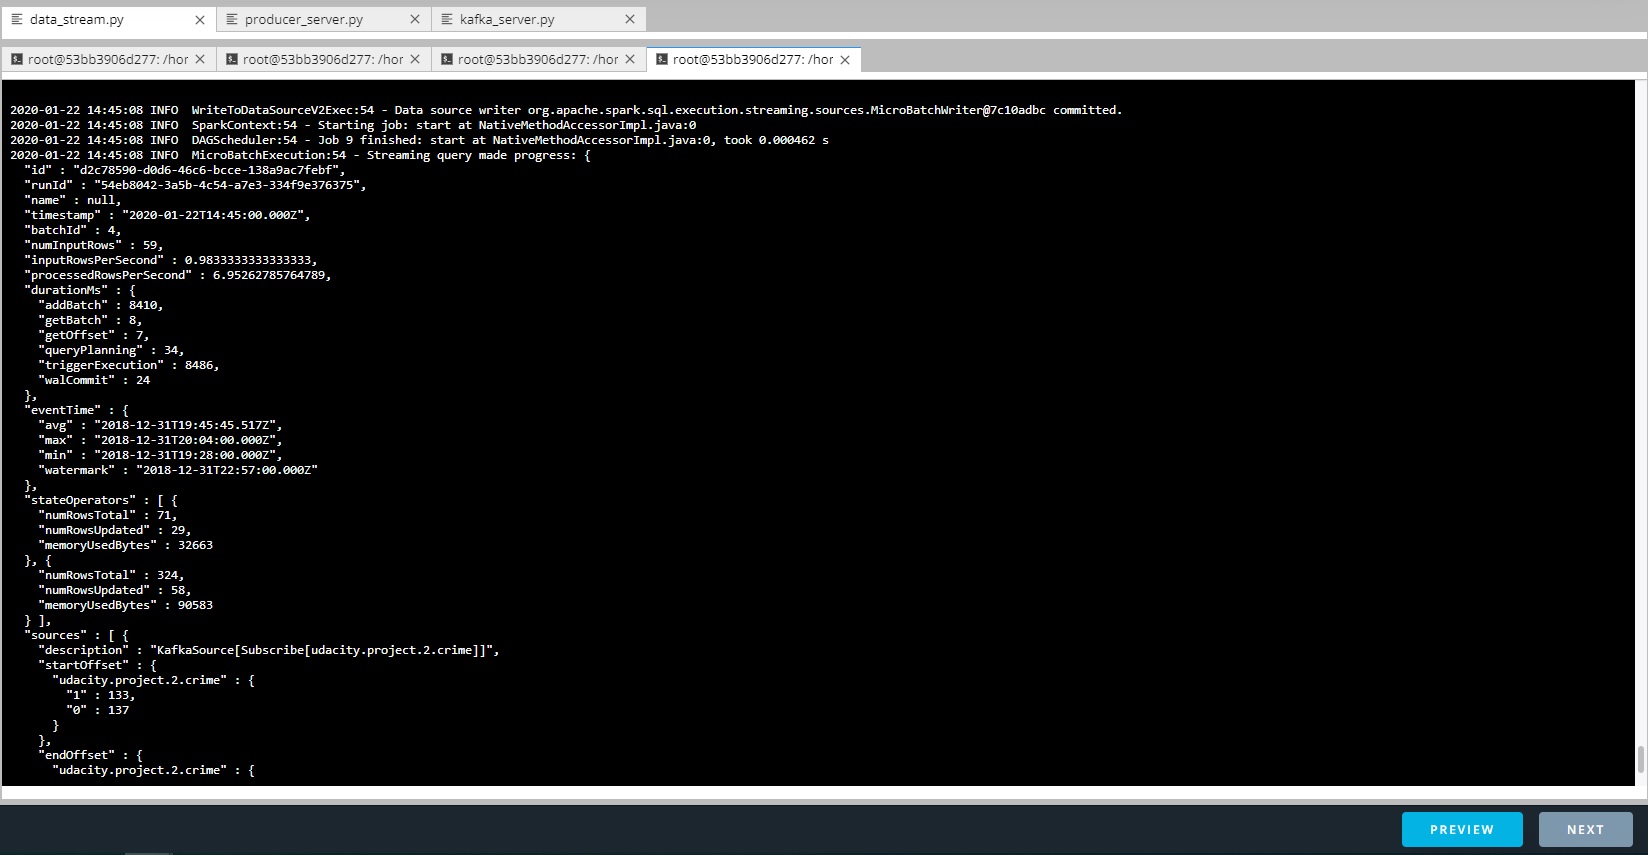 data_stream.py
producer_server.py
kafka_server.py
root@53bb3906d277: /hor
root@53bb3906d277: /hor
root@53bb3906d277: /hor
root@53bb3906d277: /hor
2020-01-22 14:45:08 INFO  WriteToDataSourceV2Exec:54 - Data source writer org.apache.spark.sql.execution.streaming.sources.MicroBatchWriter@7c10adbc committed.
2020-01-22 14:45:08 INFO  SparkContext:54 - Starting job: start at NativeMethodAccessorImpl.java:0
2020-01-22 14:45:08 INFO  DAGScheduler:54 - Job 9 finished: start at NativeMethodAccessorImpl.java:0, took 0.000462 s
2020-01-22 14:45:08 INFO  MicroBatchExecution:54 - Streaming query made progress: {
  "id" : "d2c78590-d0d6-46c6-bcce-138a9ac7febf",
  "runId" : "54eb8042-3a5b-4c54-a7e3-334f9e376375",
  "name" : null,
  "timestamp" : "2020-01-22T14:45:00.000Z",
  "batchId" : 4,
  "numInputRows" : 59,
  "inputRowsPerSecond" : 0.9833333333333333,
  "processedRowsPerSecond" : 6.95262785764789,
  "durationMs" : {
    "addBatch" : 8410,
    "getBatch" : 8,
    "getOffset" : 7,
    "queryPlanning" : 34,
    "triggerExecution" : 8486,
    "walCommit" : 24
  },
  "eventTime" : {
    "avg" : "2018-12-31T19:45:45.517Z",
    "max" : "2018-12-31T20:04:00.000Z",
    "min" : "2018-12-31T19:28:00.000Z",
    "watermark" : "2018-12-31T22:57:00.000Z"
  },
  "stateOperators" : [ {
    "numRowsTotal" : 71,
    "numRowsUpdated" : 29,
    "memoryUsedBytes" : 32663
  }, {
    "numRowsTotal" : 324,
    "numRowsUpdated" : 58,
    "memoryUsedBytes" : 90583
  } ],
  "sources" : [ {
    "description" : "KafkaSource[Subscribe[udacity.project.2.crime]]",
    "startOffset" : {
      "udacity.project.2.crime" : {
        "1" : 133,
        "0" : 137
      }
    },
    "endOffset" : {
      "udacity.project.2.crime" : {
PREVIEW
NEXT